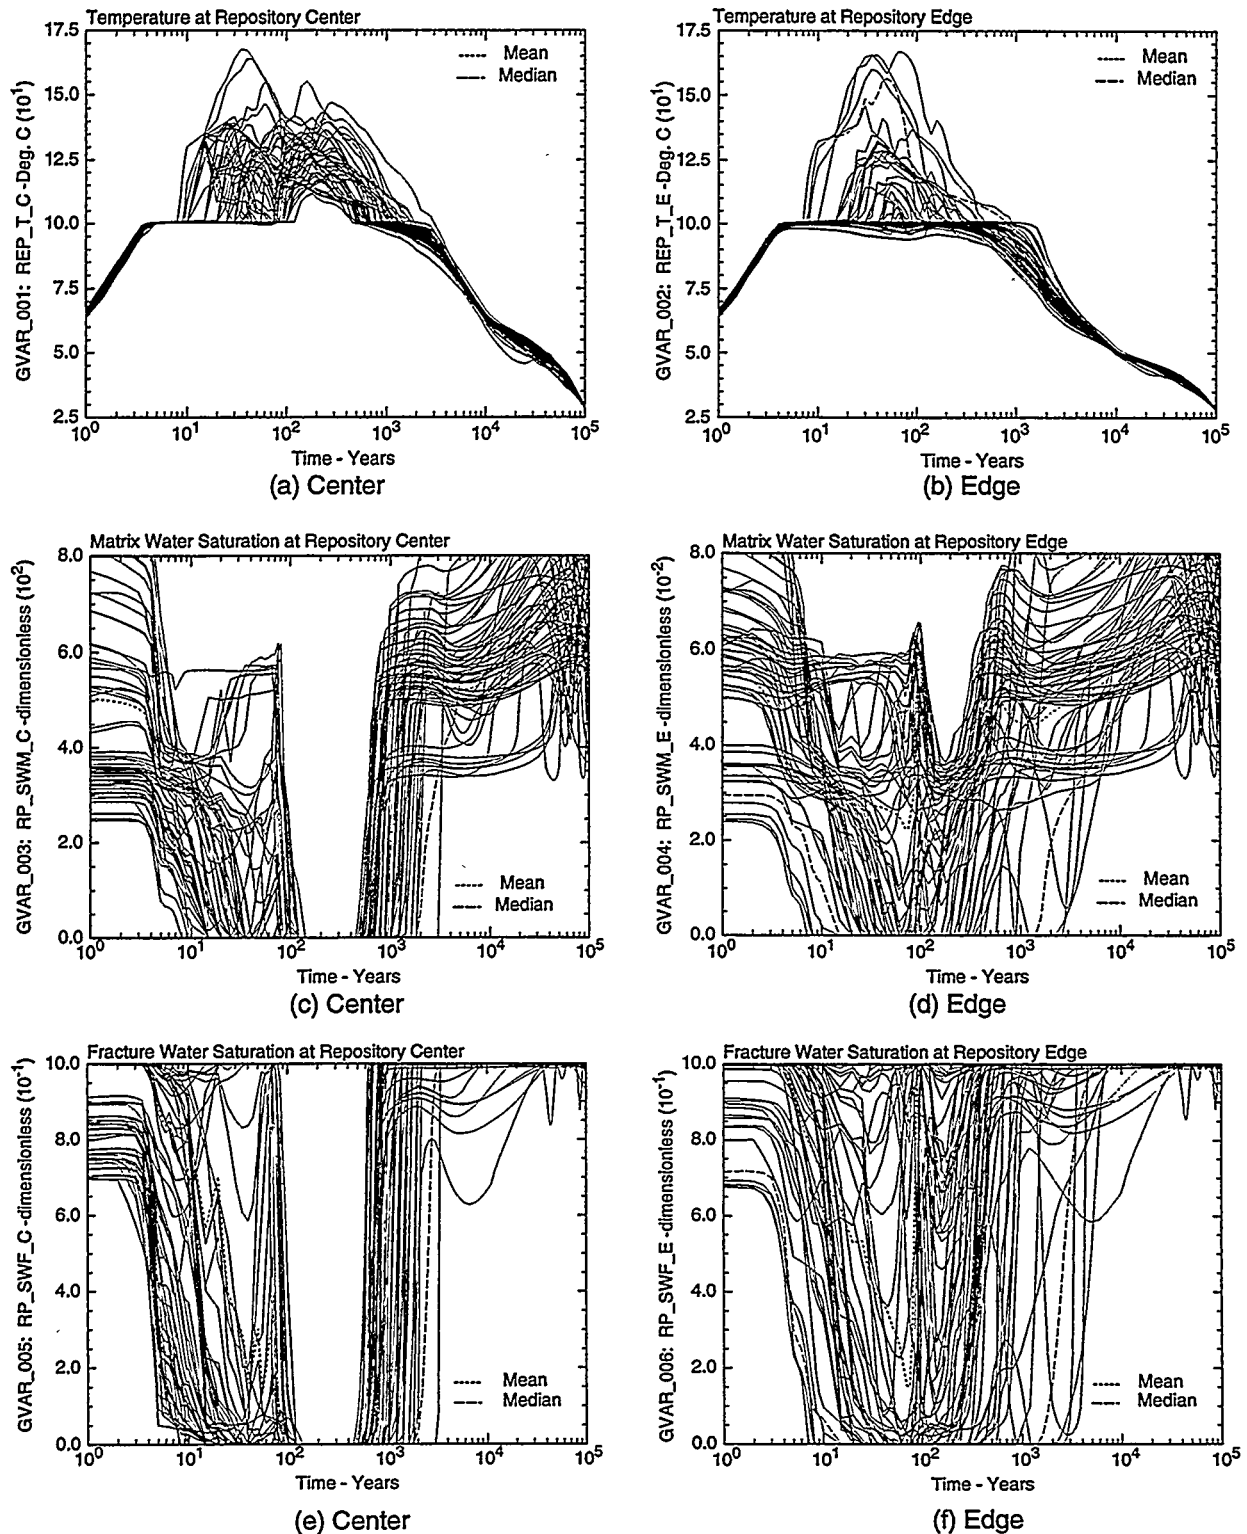 Temperature at Repository Center
GVAR_001: REP_T_C -Deg. C (10¹)
17.5
15.0
12.5
10.0
7.5
5.0
2.5
Mean
Median
10⁰ 10¹ 10² 10³ 10⁴ 10⁵
Time - Years
(a) Center
Temperature at Repository Edge
GVAR_002: REP_T_E -Deg. C (10¹)
17.5
15.0
12.5
10.0
7.5
5.0
2.5
Mean
Median
10⁰ 10¹ 10² 10³ 10⁴ 10⁵
Time - Years
(b) Edge
Matrix Water Saturation at Repository Center
GVAR_003: RP_SWM_C -dimensionless (10²)
8.0
6.0
4.0
2.0
0.0
Mean
Median
10⁰ 10¹ 10² 10³ 10⁴ 10⁵
Time - Years
(c) Center
Matrix Water Saturation at Repository Edge
GVAR_004: RP_SWM_E -dimensionless (10⁻²)
8.0
6.0
4.0
2.0
0.0
Mean
Median
10⁰ 10¹ 10² 10³ 10⁴ 10⁵
Time - Years
(d) Edge
Fracture Water Saturation at Repository Center
GVAR_005: RP_SWF_C -dimensionless (10⁻¹)
10.0
8.0
6.0
4.0
2.0
0.0
Mean
Median
10⁰ 10¹ 10² 10³ 10⁴ 10⁵
Time - Years
(e) Center
Fracture Water Saturation at Repository Edge
GVAR_006: RP_SWF_E -dimensionless (10⁻¹)
10.0
8.0
6.0
4.0
2.0
0.0
Mean
Median
10⁰ 10¹ 10² 10³ 10⁴ 10⁵
Time - Years
(f) Edge